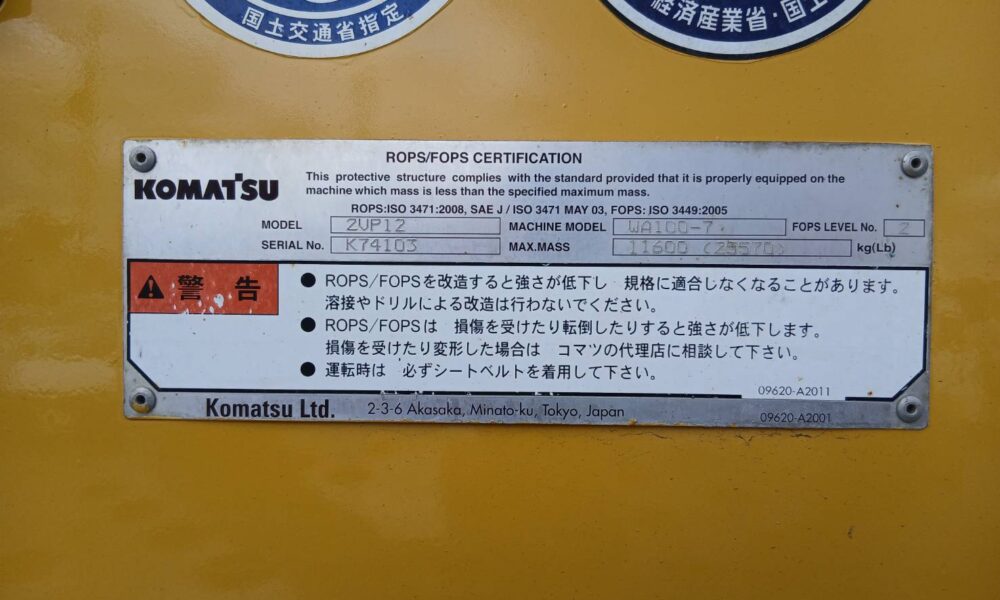 国土交通省指定
経済産業省・国土
ROPS/FOPS CERTIFICATION
KOMATSU
This protective structure complies with the standard provided that it is properly equipped on the
machine which mass is less than the specified maximum mass.
ROPS:ISO 3471:2008, SAE J / ISO 3471 MAY 03, FOPS: ISO 3449:2005
MODEL 2VP12 MACHINE MODEL WA100-7 FOPS LEVEL No. 2
SERIAL No. K74103 MAX.MASS 11600 (25570) kg(Lb)
警告
● ROPS/FOPSを改造すると強さが低下し 規格に適合しなくなることがあります。
溶接やドリルによる改造は行わないでください。
● ROPS/FOPSは 損傷を受けたり転倒したりすると強さが低下します。
損傷を受けたり変形した場合は コマツの代理店に相談して下さい。
● 運転時は 必ずシートベルトを着用して下さい。
09620-A2011
Komatsu Ltd. 2-3-6 Akasaka, Minato-ku, Tokyo, Japan
09620-A2001